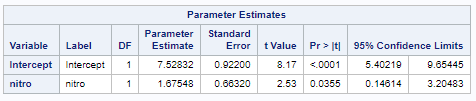 Parameter Estimates
Variable Label DF Parameter Estimate Standard Error t Value Pr > |t| 95% Confidence Limits
Intercept Intercept 1 7.52832 0.92200 8.17 <.0001 5.40219 9.65445
nitro nitro 1 1.67548 0.66320 2.53 0.0355 0.14614 3.20483